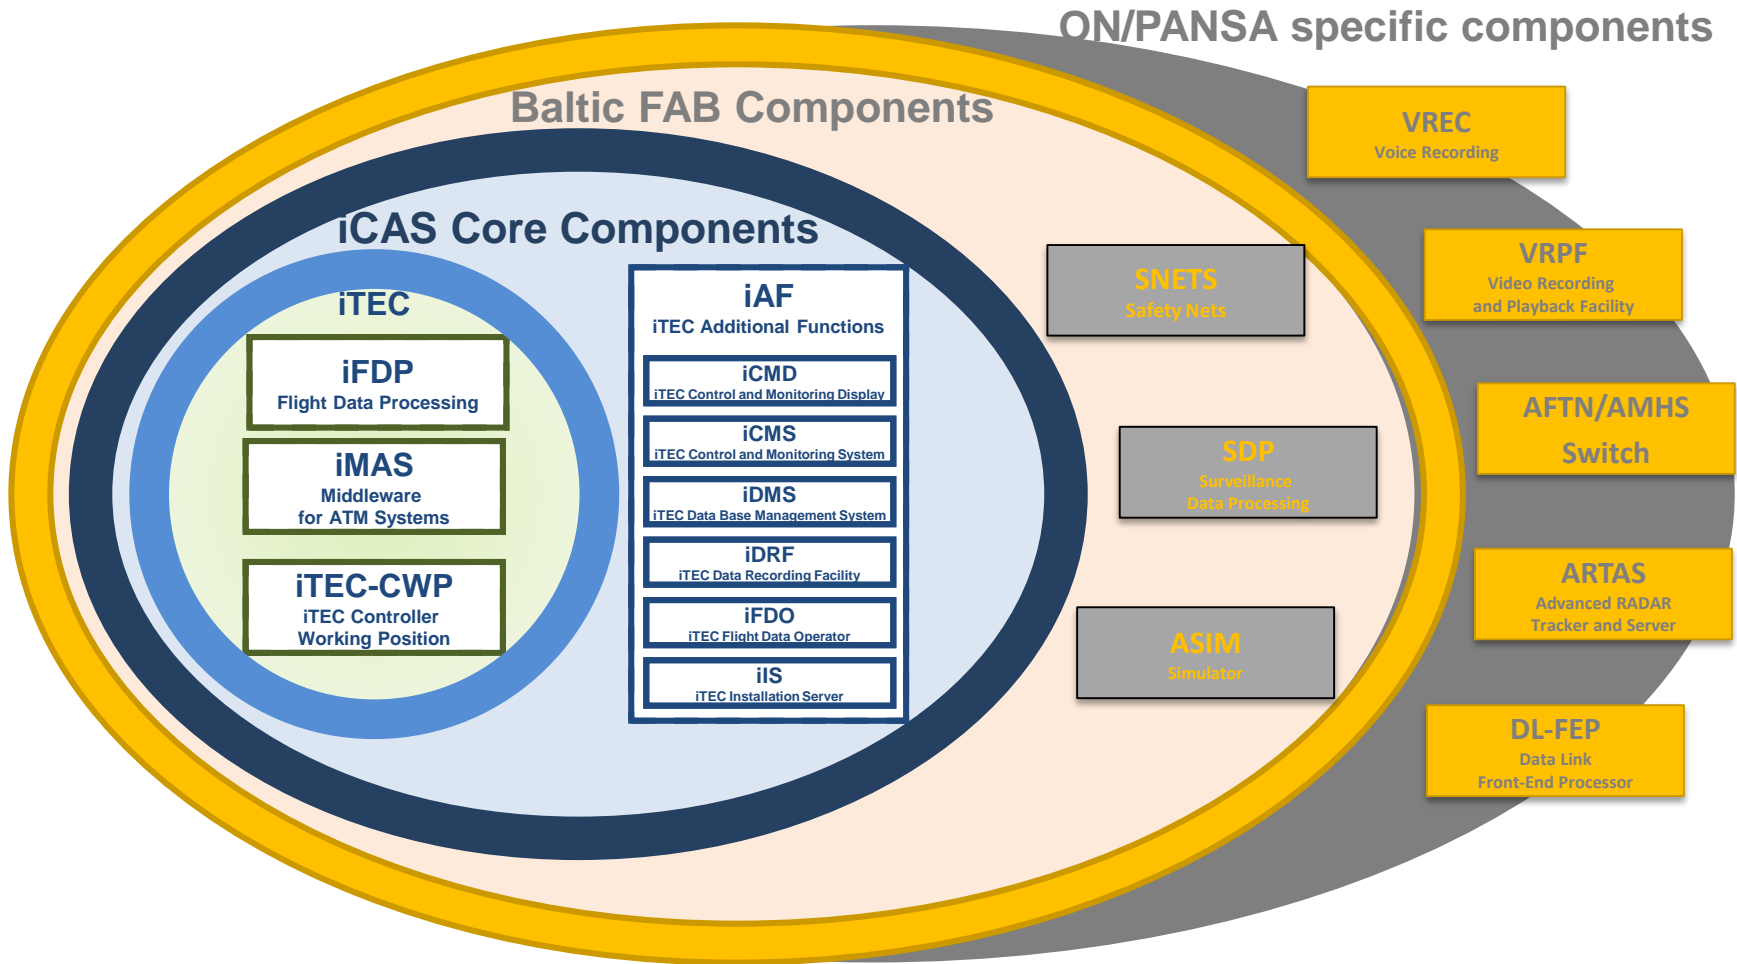 ON/PANSA specific components
Baltic FAB Components
iCAS Core Components
iTEC
iFDP
Flight Data Processing
iMAS
Middleware
for ATM Systems
iTEC-CWP
iTEC Controller
Working Position
iAF
iTEC Additional Functions
iCMD
iTEC Control and Monitoring Display
iCMS
iTEC Control and Monitoring System
iDMS
iTEC Data Base Management System
iDRF
iTEC Data Recording Facility
iFDO
iTEC Flight Data Operator
iIS
iTEC Installation Server
SNETS
Safety Nets
SDP
Surveillance
Data Processing
ASIM
Simulator
VREC
Voice Recording
VRPF
Video Recording
and Playback Facility
AFTN/AMHS
Switch
ARTAS
Advanced RADAR
Tracker and Server
DL-FEP
Data Link
Front-End Processor